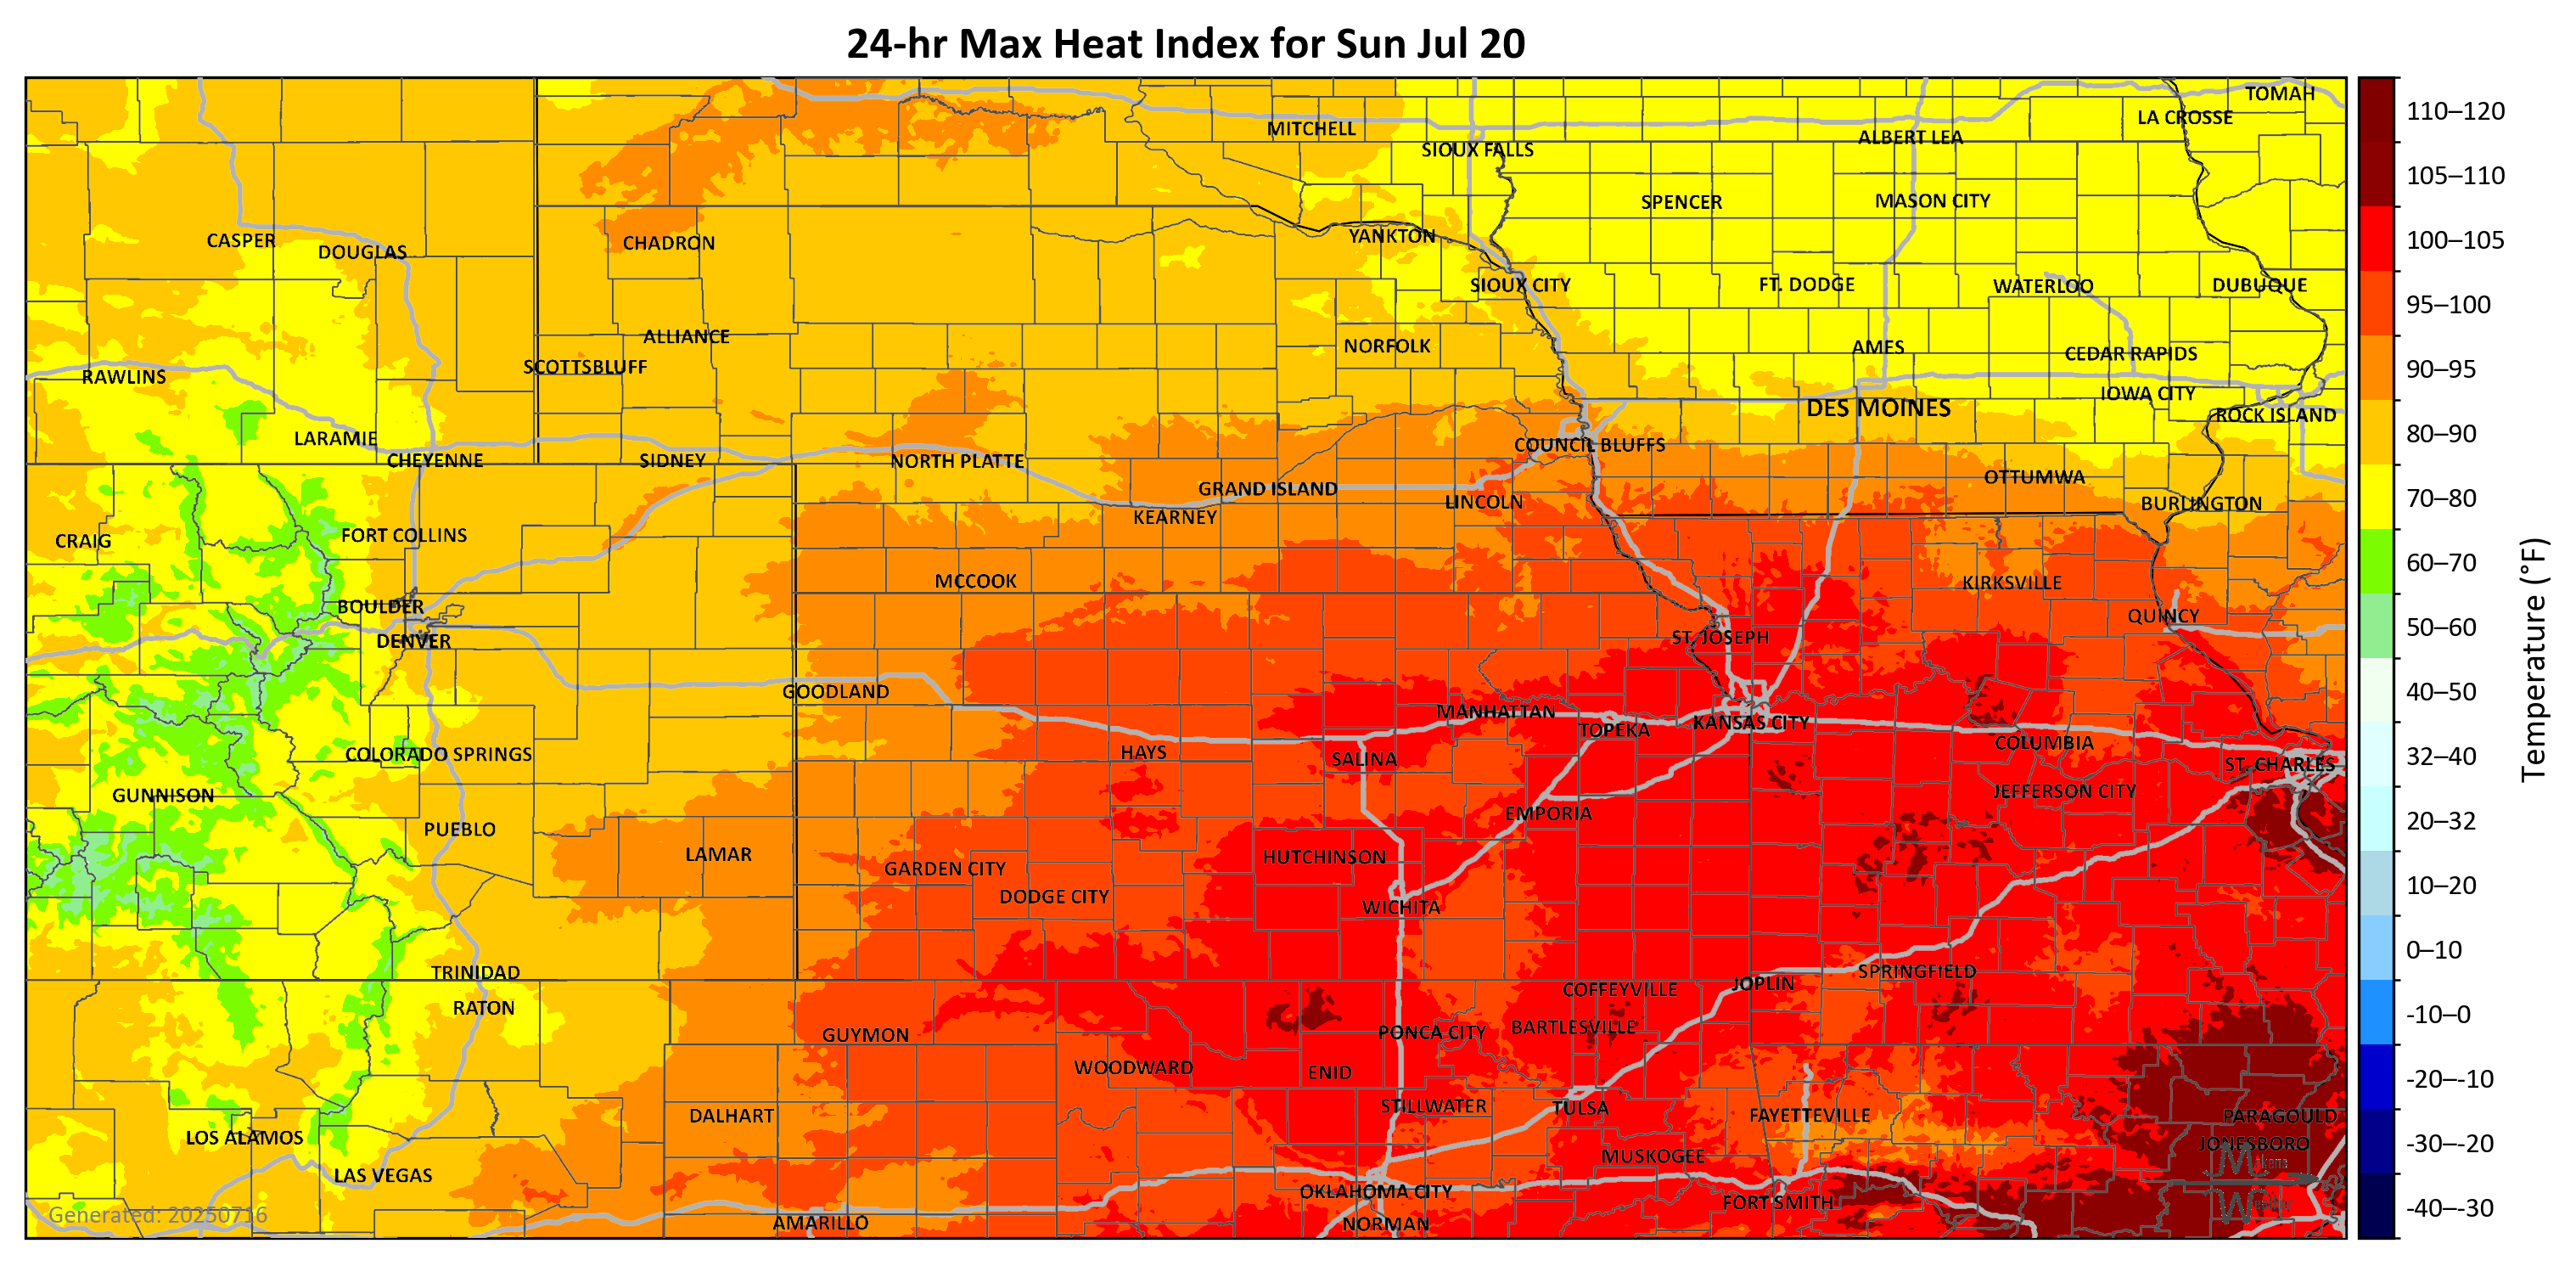 24-hr Max Heat Index for Sun Jul 20
TOMAH
LA CROSSE
MITCHELL
ALBERT LEA
SIOUX FALLS
SPENCER
MASON CITY
YANKTON
CASPER
CHADRON
DOUGLAS
SIOUX CITY
FT. DODGE
WATERLOO
DUBUQUE
ALLIANCE
NORFOLK
AMES
CEDAR RAPIDS
SCOTTSBLUFF
RAWLINS
IOWA CITY
DES MOINES
ROCK ISLAND
LARAMIE
COUNCIL BLUFFS
CHEYENNE
SIDNEY
NORTH PLATTE
OTTUMWA
GRAND ISLAND
LINCOLN
BURLINGTON
KEARNEY
FORT COLLINS
CRAIG
MCCOOK
KIRKSVILLE
BOULDER
QUINCY
DENVER
ST. JOSEPH
GOODLAND
MANHATTAN
KANSAS CITY
TOPEKA
COLUMBIA
COLORADO SPRINGS
HAYS
SALINA
ST. CHARLES
GUNNISON
JEFFERSON CITY
EMPORIA
PUEBLO
LAMAR
HUTCHINSON
GARDEN CITY
DODGE CITY
WICHITA
TRINIDAD
SPRINGFIELD
JOPLIN
COFFEYVILLE
RATON
BARTLESVILLE
GUYMON
PONCA CITY
WOODWARD
ENID
STILLWATER
TULSA
DALHART
FAYETTEVILLE
PARAGOULD
LOS ALAMOS
JONESBORO
MUSKOGEE
LAS VEGAS
OKLAHOMA CITY
FORT SMITH
AMARILLO
NORMAN
Generated: 20250716
110–120
105–110
100–105
95–100
90–95
80–90
70–80
60–70
50–60
40–50
32–40
20–32
10–20
0–10
-10–0
-20–-10
-30–-20
-40–-30
Temperature (°F)